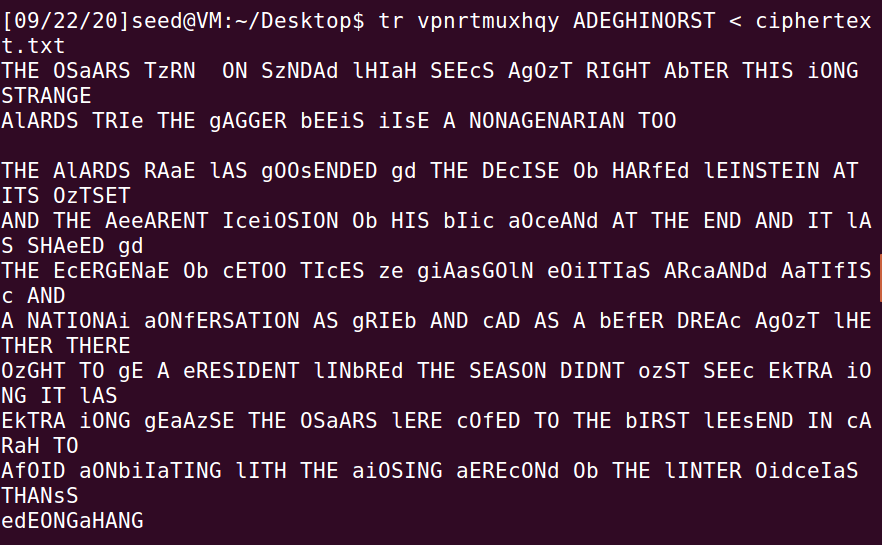 [09/22/20]seed@VM:~/Desktop$ tr vpnrtmuxhqy ADEGHINORST < ciphertex
t.txt
THE OSaARS TzRN  ON SzNDAd lHIaH SEEcS AgOzT RIGHT AbTER THIS iONG
STRANGE
AlARDS TRIe THE gAGGER bEEiS iIsE A NONAGENARIAN TOO
THE AlARDS RAaE lAS gOOsENDED gd THE DEcISE Ob HARfEd lEINSTEIN AT
ITS OzTSET
AND THE AeeARENT IceiOSION Ob HIS bIic aOceANd AT THE END AND IT lA
S SHAeED gd
THE EcERGENaE Ob cETOO TIcES ze giAasGOlN eOiITIaS ARcaANDd AaTIfIS
c AND
A NATIONAi aONfERSATION AS gRIEb AND cAD AS A bEfER DREAc AgOzT lHE
THER THERE
OzGHT TO gE A eRESIDENT lINbREd THE SEASON DIDNT ozST SEEc EkTRA iO
NG IT lAS
EkTRA iONG gEaAzSE THE OSaARS lERE cOfED TO THE bIRST lEEsEND IN cA
RaH TO
AfOID aONbiIaTING lITH THE aiOSING aEREcONd Ob THE lINTER OidceIaS
THANsS
edEONGaHANG